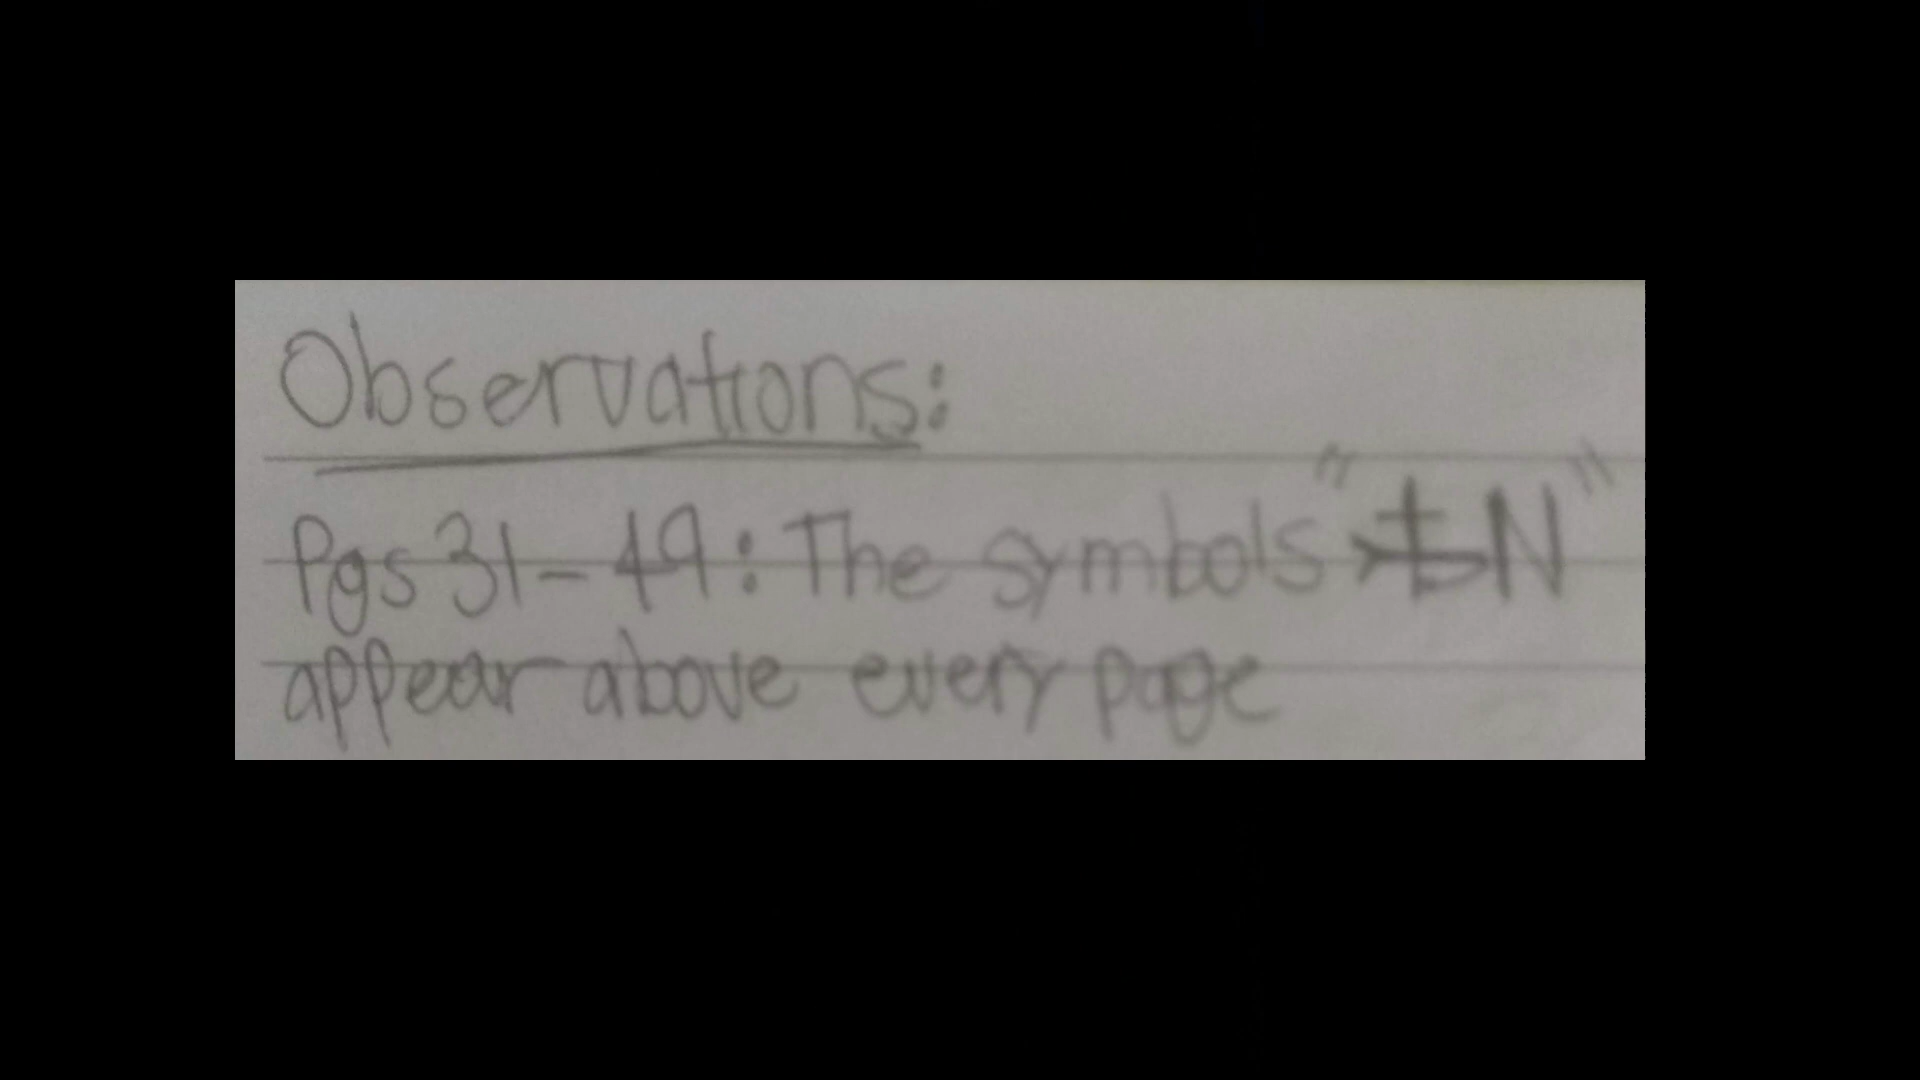 Observations:
Pgs 31-49: The symbols " N"
appear above every page